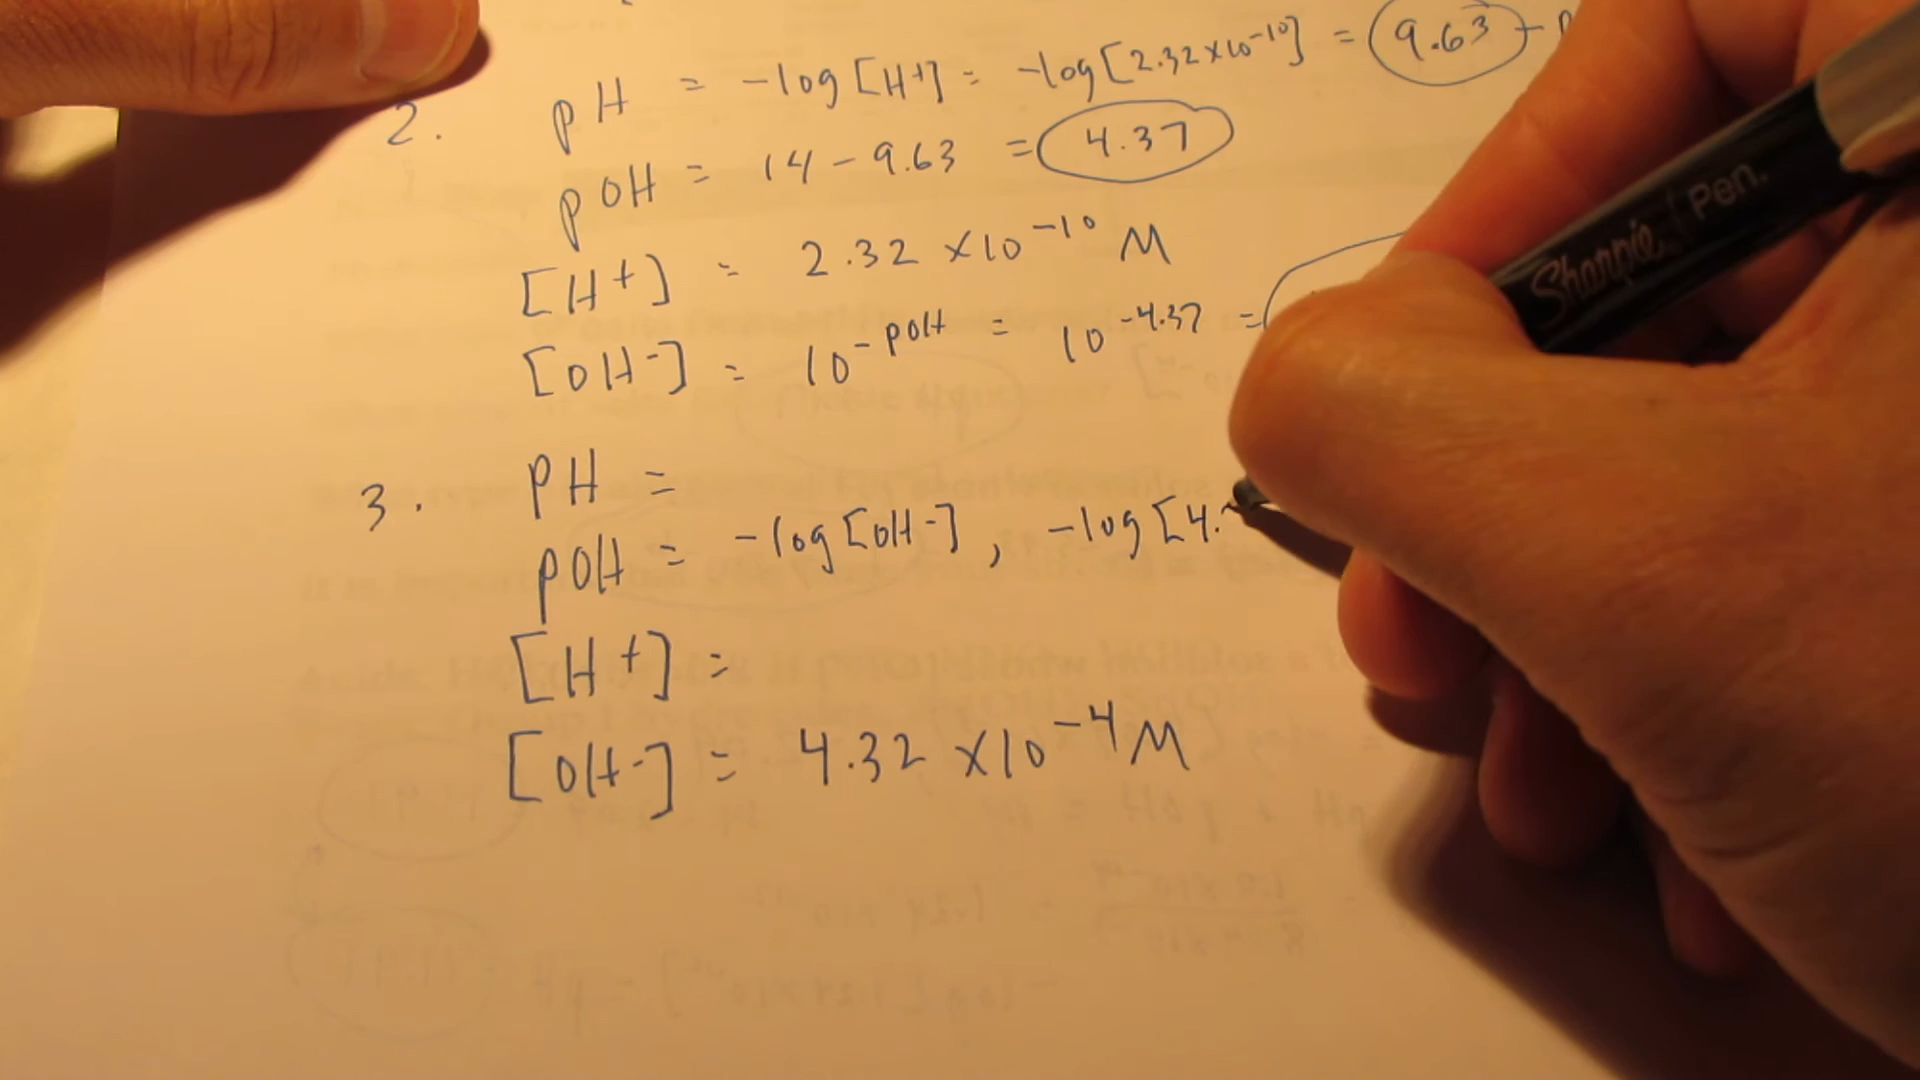 2. pH = -log [H+] = -log [2.32 x 10^-10] = 9.63
pOH = 14 - 9.63 = 4.37
[H+] = 2.32 x 10^-10 M
[OH-] = 10^-pOH = 10^-4.37 =
3. pH =
pOH = -log [OH-] , -log [4.
[H+] =
[OH-] = 4.32 x 10^-4 M
Sharpie Pen.